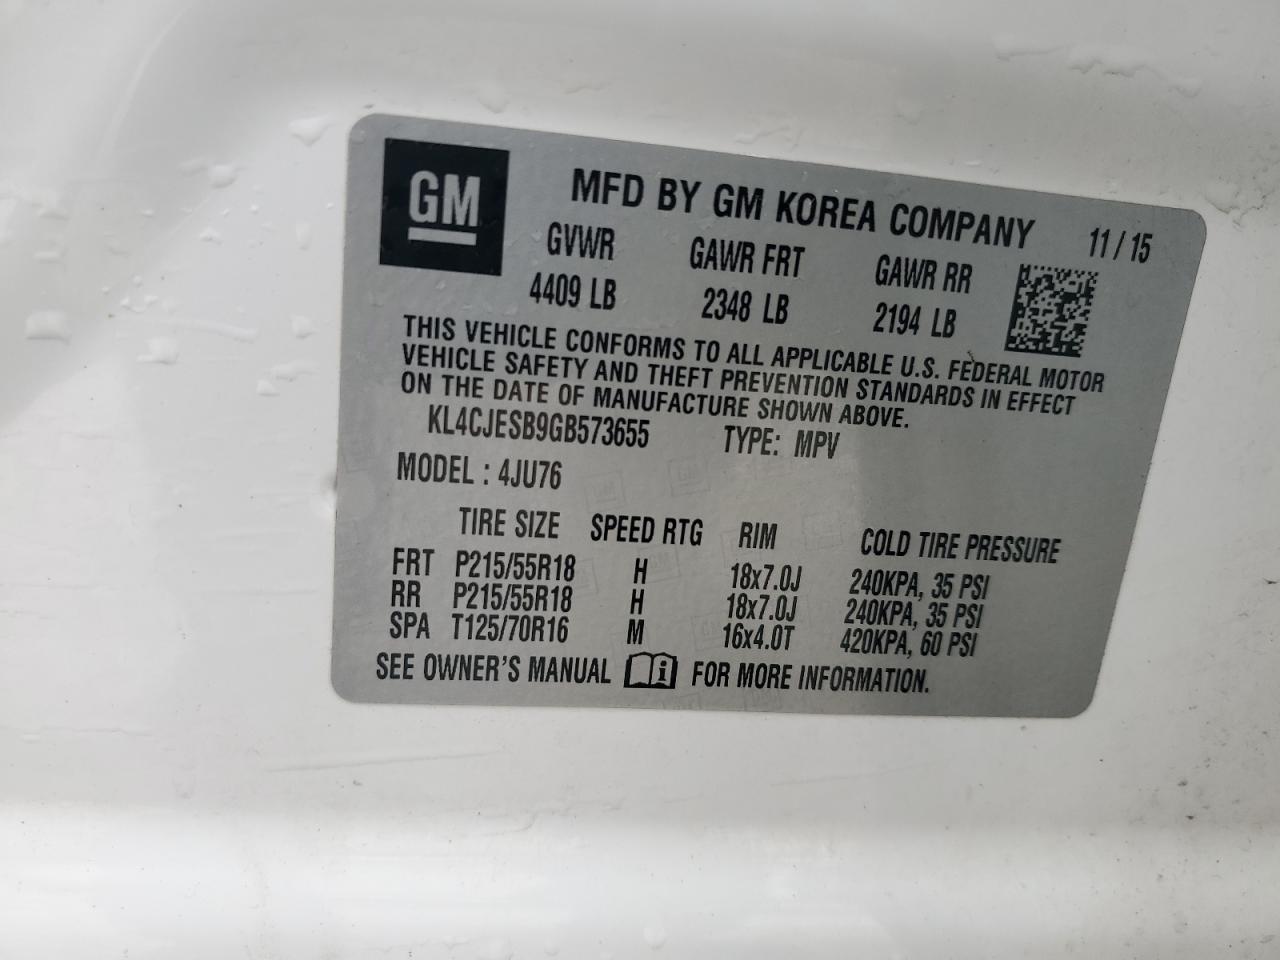 GM
MFD BY GM KOREA COMPANY 11/15
GVWR GAWR FRT GAWR RR
4409 LB 2348 LB 2194 LB
THIS VEHICLE CONFORMS TO ALL APPLICABLE U.S. FEDERAL MOTOR
VEHICLE SAFETY AND THEFT PREVENTION STANDARDS IN EFFECT
ON THE DATE OF MANUFACTURE SHOWN ABOVE.
KL4CJESB9GB573655 TYPE: MPV
MODEL : 4JU76
TIRE SIZE SPEED RTG RIM COLD TIRE PRESSURE
FRT P215/55R18 H 18x7.0J 240KPA, 35 PSI
RR P215/55R18 H 18x7.0J 240KPA, 35 PSI
SPA T125/70R16 M 16x4.0T 420KPA, 60 PSI
SEE OWNER'S MANUAL i FOR MORE INFORMATION.